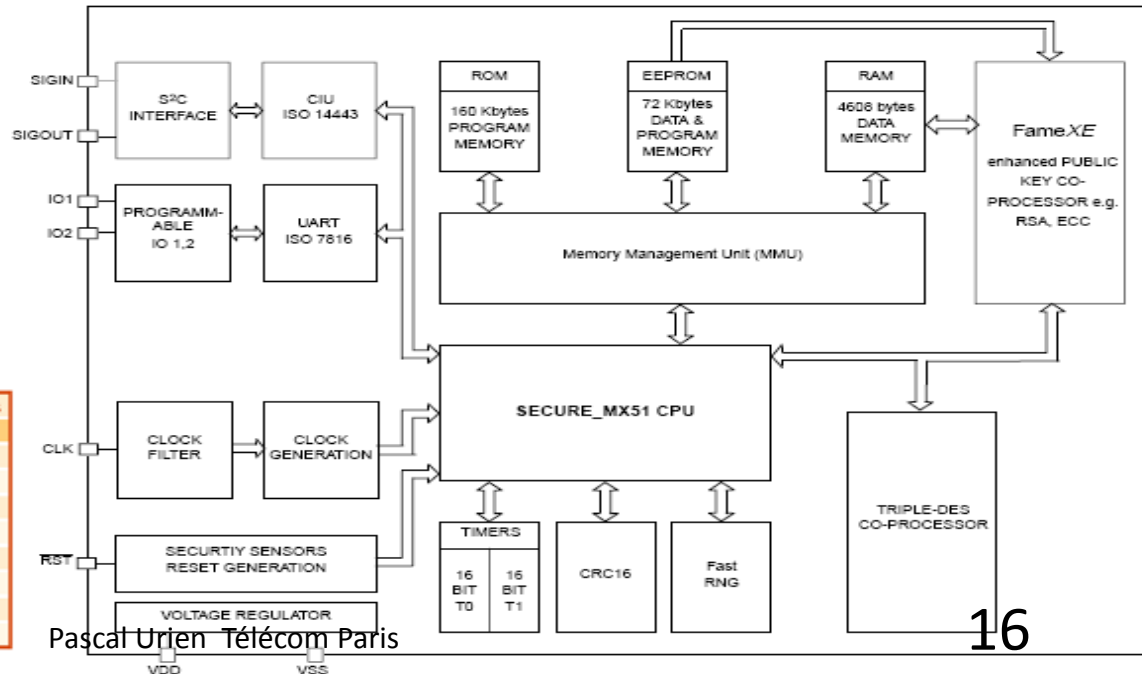 SIGIN
SIGOUT
S²C
INTERFACE
CIU
ISO 14443
IO1
IO2
PROGRAMM-
ABLE
IO 1,2
UART
ISO 7816
ROM
160 Kbytes
PROGRAM
MEMORY
EEPROM
72 Kbytes
DATA &
PROGRAM
MEMORY
RAM
4608 bytes
DATA
MEMORY
FameXE
enhanced PUBLIC
KEY CO-
PROCESSOR e.g.
RSA, ECC
Memory Management Unit (MMU)
SECURE_MX51 CPU
CLK
CLOCK
FILTER
CLOCK
GENERATION
RST
SECURTIY SENSORS
RESET GENERATION
VOLTAGE REGULATOR
TIMERS
16
BIT
T0
16
BIT
T1
CRC16
Fast
RNG
TRIPLE-DES
CO-PROCESSOR
VDD
VSS
Pascal Urien Télécom Paris
16